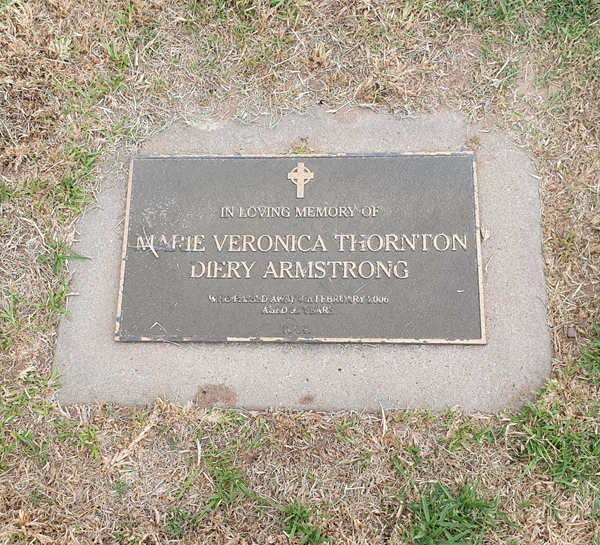 IN LOVING MEMORY OF
MARIE VERONICA THORNTON
DIERY ARMSTRONG
WHO PASSED AWAY FEBRUARY 2006
AGED YEARS